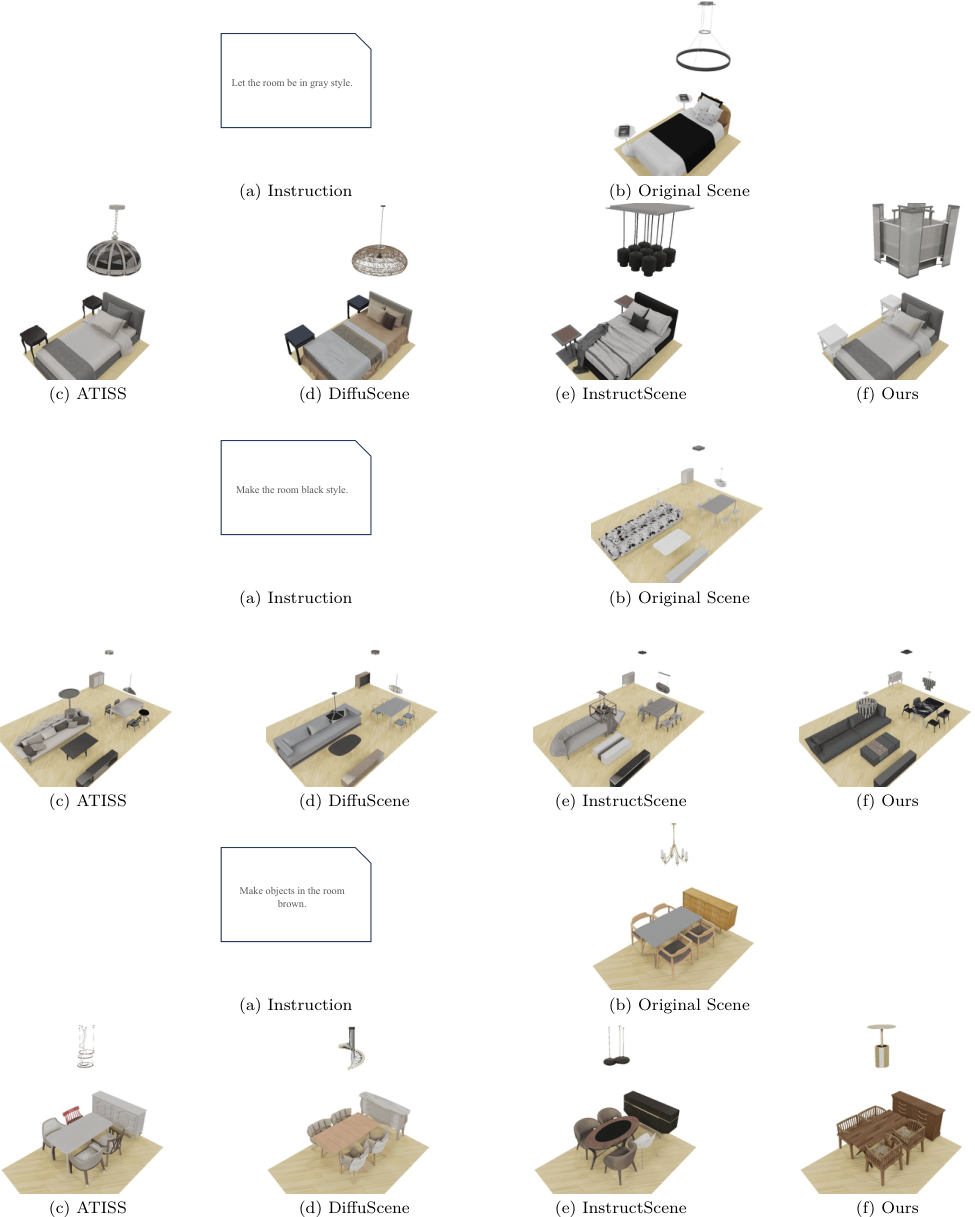 Let the room be in gray style.
(a) Instruction
(b) Original Scene
(c) ATISS
(d) DiffuScene
(e) InstructScene
(f) Ours
Make the room black style.
(a) Instruction
(b) Original Scene
(c) ATISS
(d) DiffuScene
(e) InstructScene
(f) Ours
Make objects in the room
brown.
(a) Instruction
(b) Original Scene
(c) ATISS
(d) DiffuScene
(e) InstructScene
(f) Ours